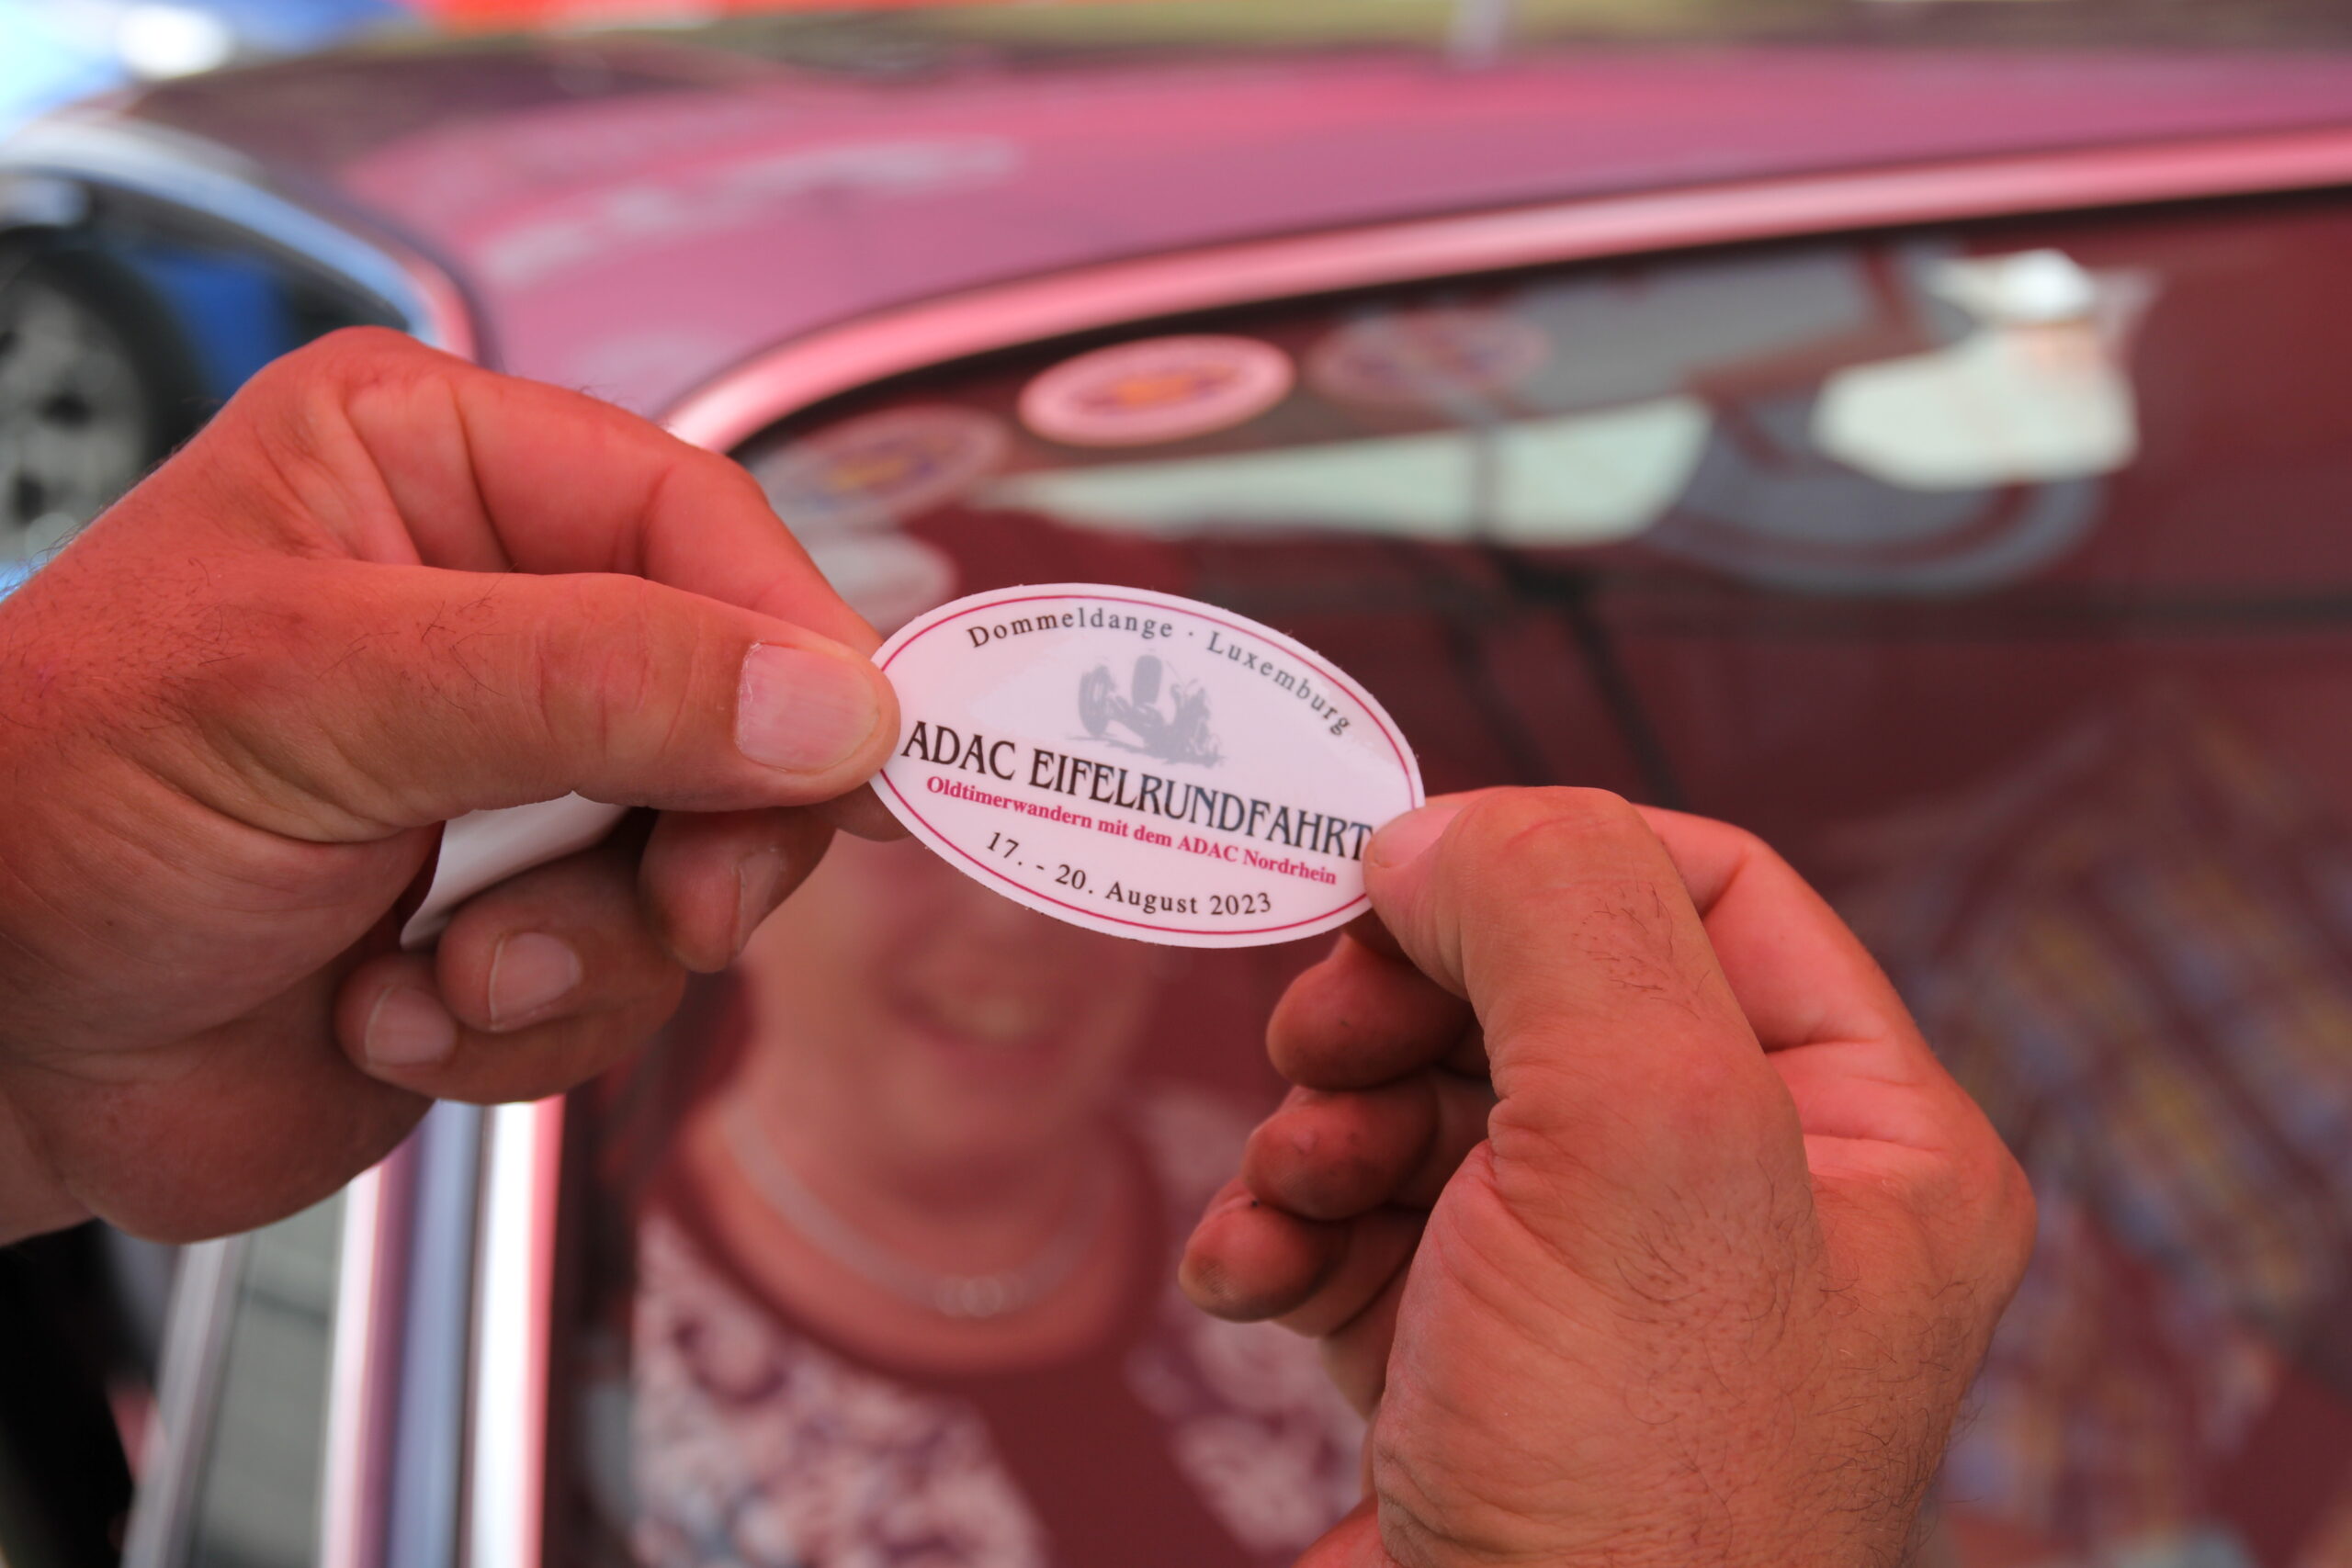 Dommeldange · Luxemburg
ADAC EIFELRUNDFAHRT
Oldtimerwandern mit dem ADAC Nordrhein
17. - 20. August 2023